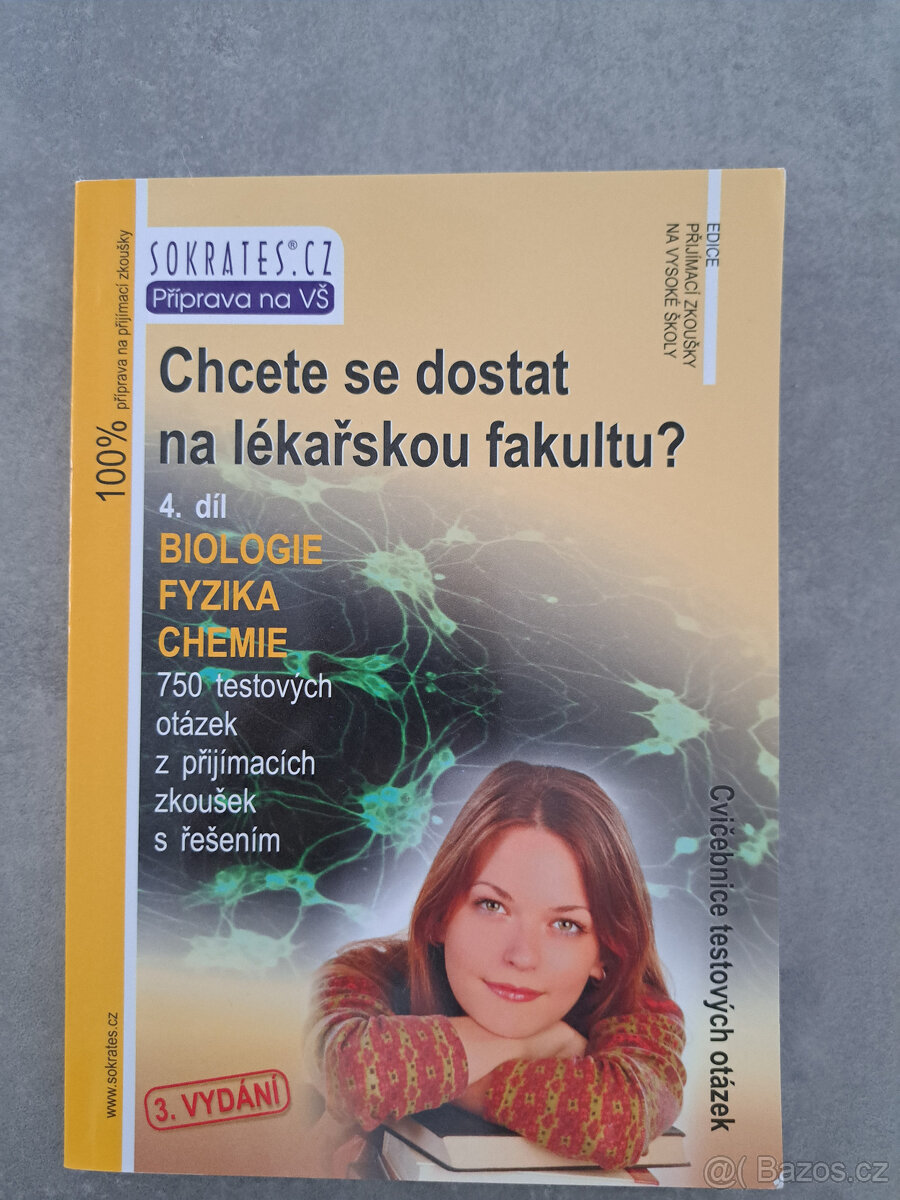 SOKRATES®.CZ
Příprava na VŠ
EDICE
PŘIJÍMACÍ ZKOUŠKY
NA VYSOKÉ ŠKOLY
100% příprava na přijímací zkoušky
Chcete se dostat
na lékařskou fakultu?
4. díl
BIOLOGIE
FYZIKA
CHEMIE
750 testových
otázek
z přijímacích
zkoušek
s řešením
Cvičebnice testových otázek
www.sokrates.cz
3. VYDÁNÍ
@( Bazos.cz